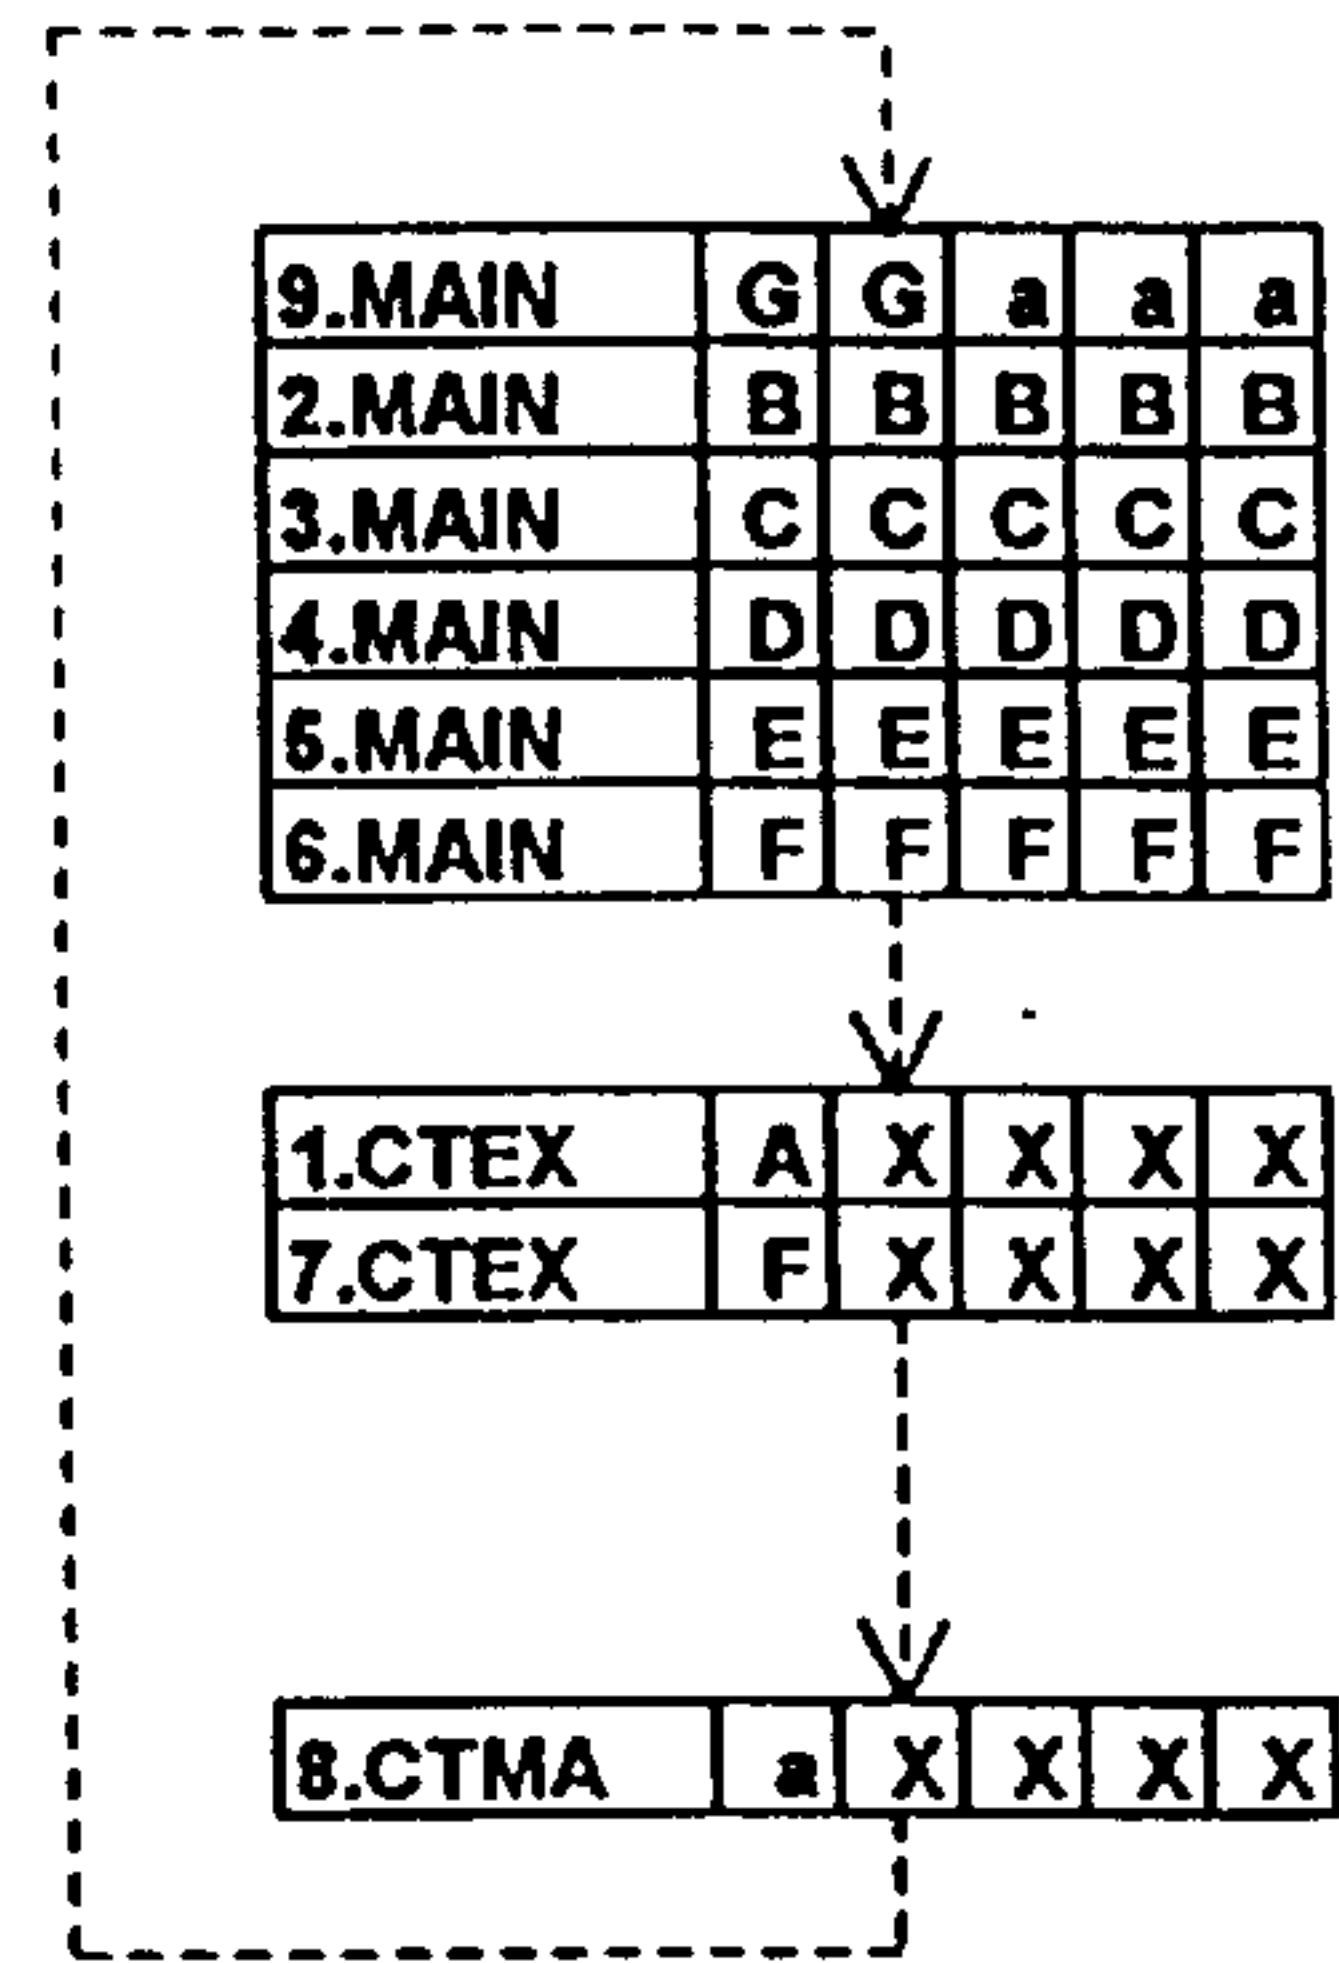 9.MAIN G G a a a
2.MAIN B B B B B
3.MAIN C C C C C
4.MAIN D D D D D
5.MAIN E E E E E
6.MAIN F F F F F
1.CTEX A X X X X
7.CTEX F X X X X
8.CTMA a X X X X